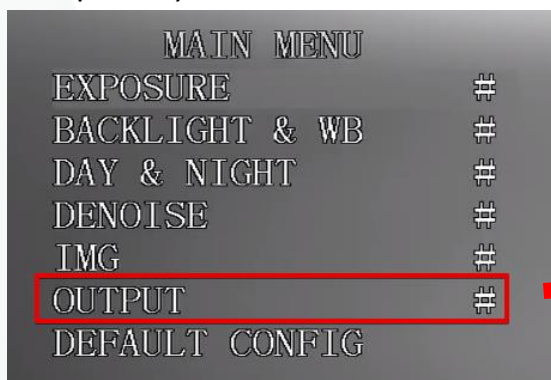 MAIN MENU
EXPOSURE #
BACKLIGHT & WB #
DAY & NIGHT #
DENOISE #
IMG #
OUTPUT #
DEFAULT CONFIG